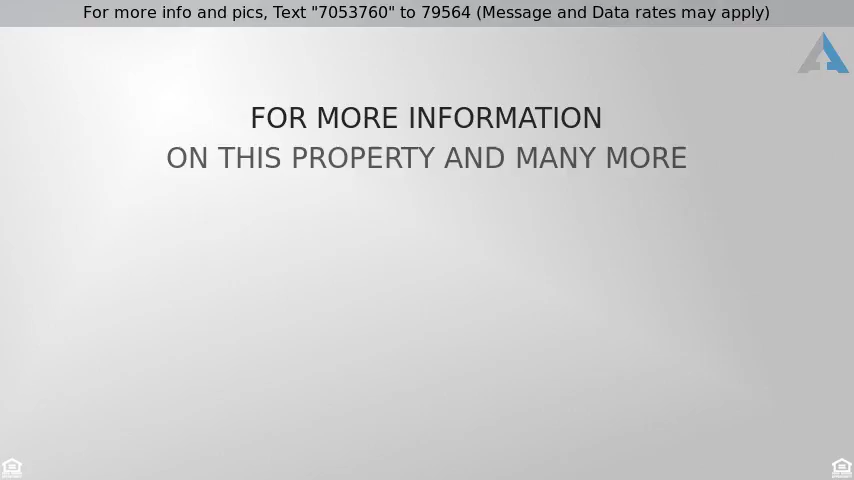 For more info and pics, Text "7053760" to 79564 (Message and Data rates may apply)
FOR MORE INFORMATION
ON THIS PROPERTY AND MANY MORE